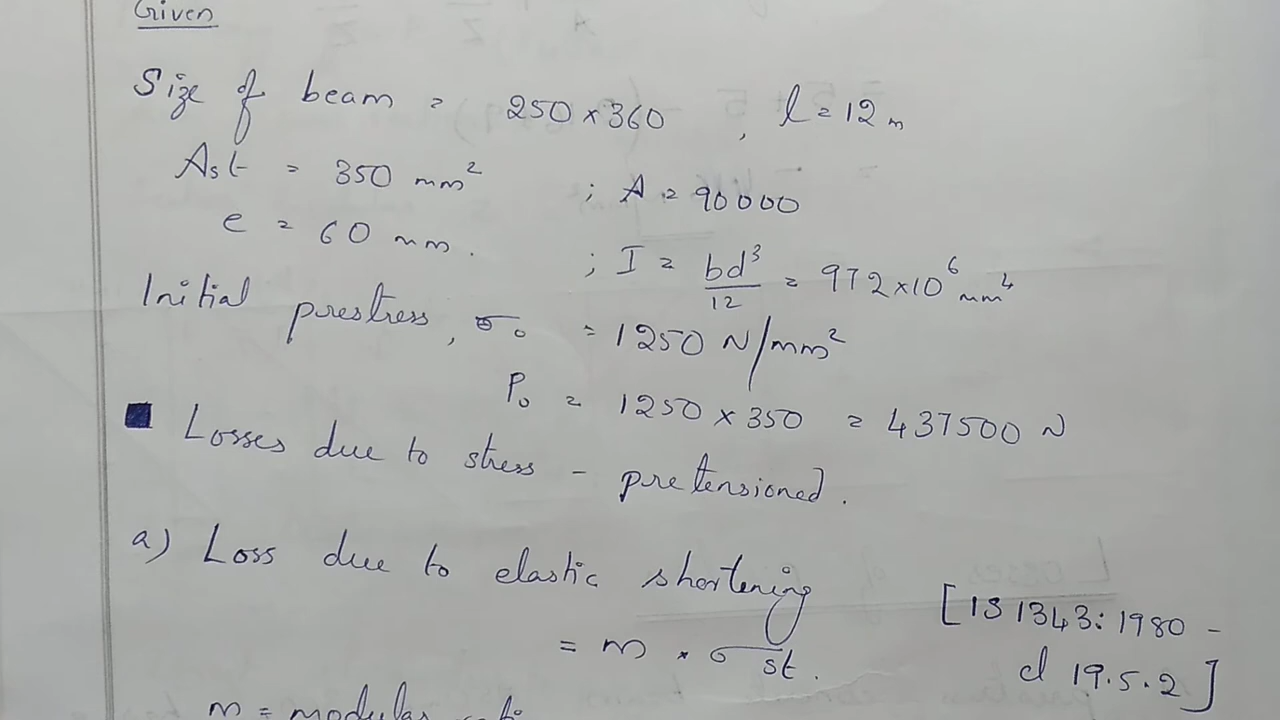 Given
Size of beam = 250 × 360 , l = 12 m
Ast = 350 mm² ; A = 90000
e = 60 mm. ; I = bd³/12 = 972×10⁶ mm⁴
Initial prestress, σ₀ = 1250 N/mm²
P₀ = 1250 × 350 = 437500 N
Losses due to stress - pretensioned.
a) Loss due to elastic shortening
= m * σst. [IS 1343: 1980 - cl 19.5.2]
m = modular